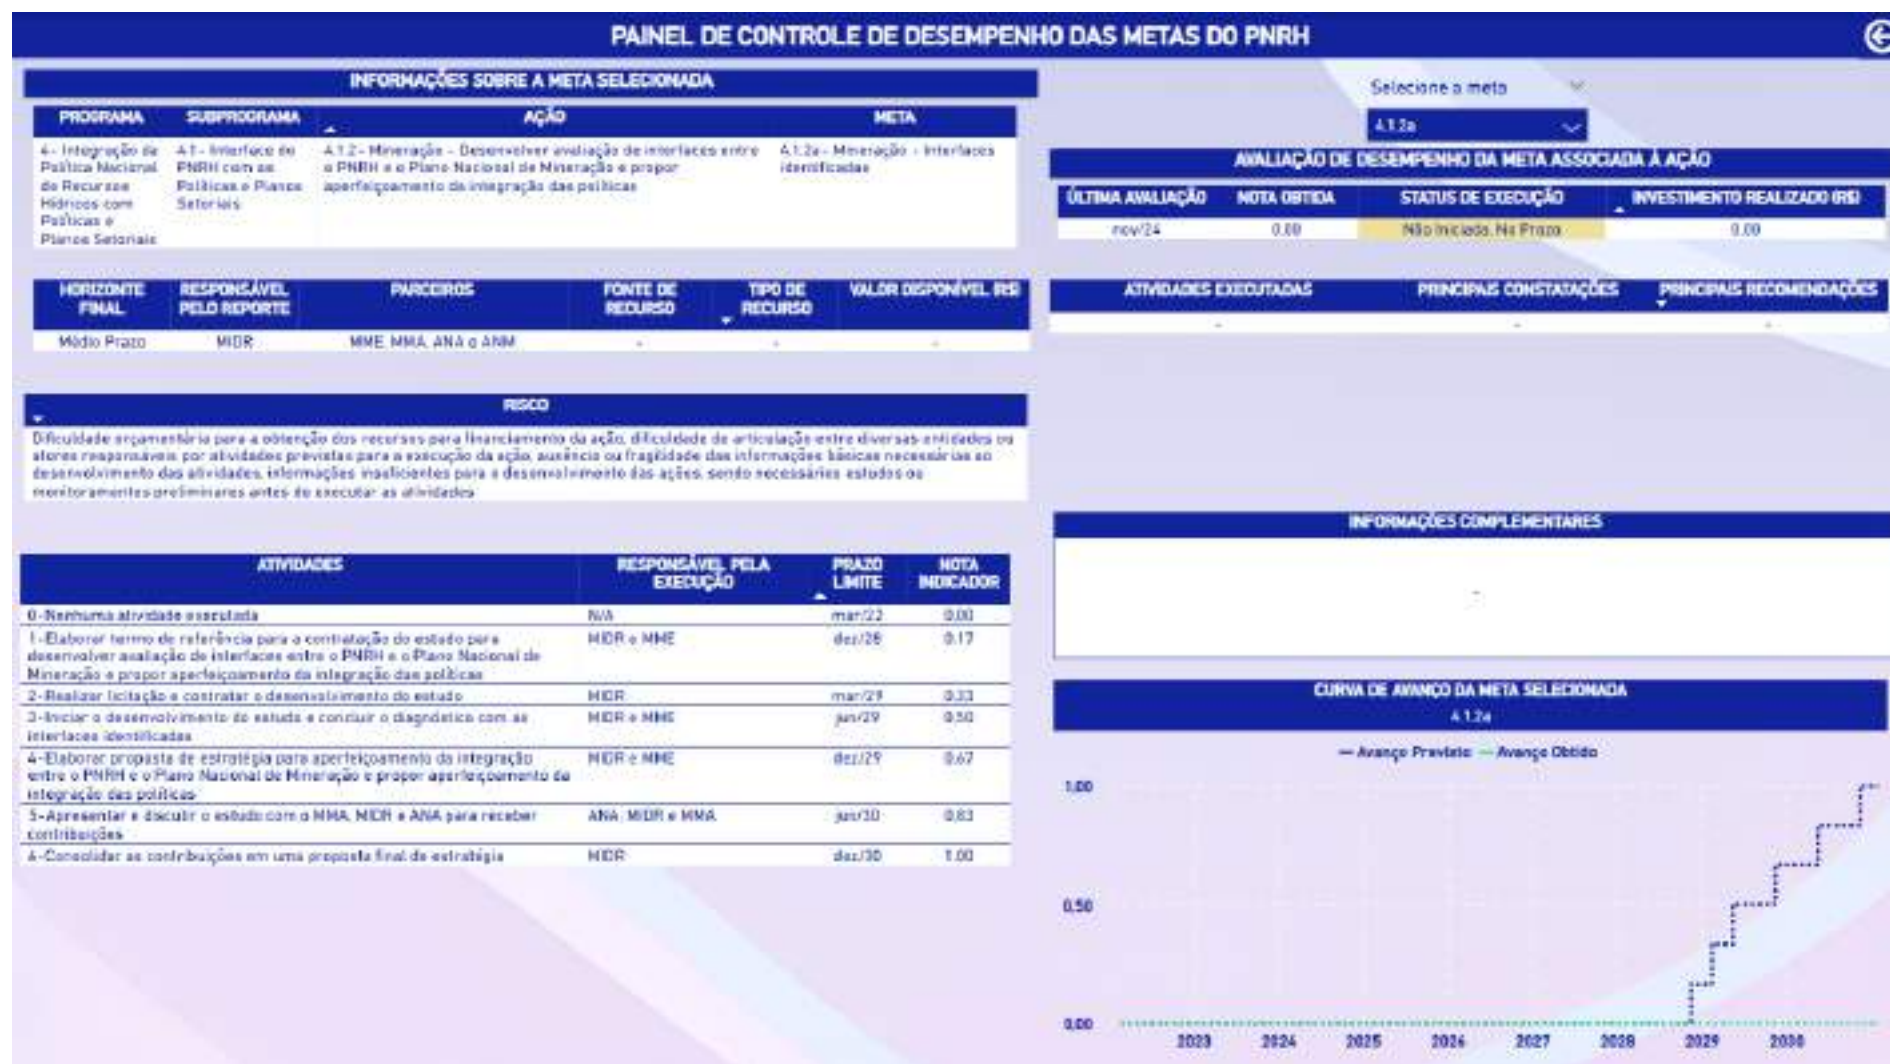 PAINEL DE CONTROLE DE DESEMPENHO DAS METAS DO PNRH
INFORMAÇÕES SOBRE A META SELECIONADA
PROGRAMA SUBPROGRAMA AÇÃO META
4- Integração da Política Nacional de Recursos Hídricos com Políticas e Planos Setoriais
4.1- Interface do PNRH com as Políticas e Planos Setoriais
4.1.2- Mineração - Desenvolver avaliação de interfaces entre
o PNRH e o Plano Nacional de Mineração e propor
aperfeiçoamento da integração das políticas
4.1.2a- Mineração - Interfaces
identificadas
HORIZONTE FINAL RESPONSÁVEL PELO REPORTE PARCEIROS FONTE DE RECURSO TIPO DE RECURSO VALOR DISPONÍVEL (R$)
Médio Prazo MIDR MME, MMA, ANA e ANM - - -
RISCO
Dificuldade orçamentária para a obtenção dos recursos para financiamento da ação, dificuldade de articulação entre diversas entidades ou
atores responsáveis por atividades previstas para a execução da ação, ausência ou fragilidade das informações básicas necessárias ao
desenvolvimento das atividades, informações insuficientes para o desenvolvimento das ações, sendo necessários estudos ou
monitoramentos preliminares antes de executar as atividades
ATIVIDADES RESPONSÁVEL PELA EXECUÇÃO PRAZO LIMITE NOTA INDICADOR
0-Nenhuma atividade executada N/A mar/22 0,00
1-Elaborar termo de referência para a contratação do estudo para MIDR e MME dez/28 0,17
desenvolver avaliação de interfaces entre o PNRH e o Plano Nacional de
Mineração e propor aperfeiçoamento da integração das políticas
2-Realizar licitação e contratar o desenvolvimento do estudo MIDR mar/29 0,33
3-Iniciar o desenvolvimento do estudo e concluir o diagnóstico com as MIDR e MME jun/29 0,50
interfaces identificadas
4-Elaborar proposta de estratégia para aperfeiçoamento da integração MIDR e MME dez/29 0,67
entre o PNRH e o Plano Nacional de Mineração e propor aperfeiçoamento da
integração das políticas
5-Apresentar e discutir o estudo com o MMA, MIDR e ANA para receber ANA, MIDR e MMA jun/30 0,83
contribuições
6-Consolidar as contribuições em uma proposta final de estratégia MIDR dez/30 1,00
Selecione a meta
4.1.2a
AVALIAÇÃO DE DESEMPENHO DA META ASSOCIADA À AÇÃO
ÚLTIMA AVALIAÇÃO NOTA OBTIDA STATUS DE EXECUÇÃO INVESTIMENTO REALIZADO (R$)
nov/24 0,00 Não Iniciada, No Prazo 0,00
ATIVIDADES EXECUTADAS PRINCIPAIS CONSTATAÇÕES PRINCIPAIS RECOMENDAÇÕES
- - -
INFORMAÇÕES COMPLEMENTARES
-
CURVA DE AVANÇO DA META SELECIONADA
4.1.2a
Avanço Previsto Avanço Obtido
1,00
0,50
0,00
2023 2024 2025 2026 2027 2028 2029 2030